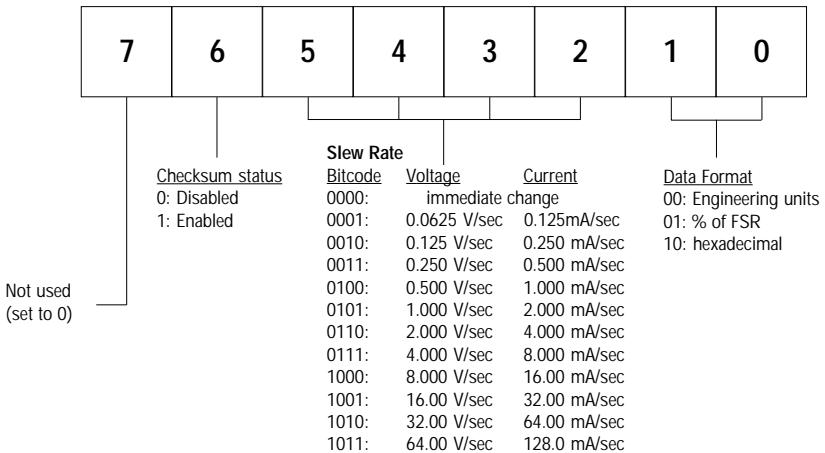 7 6 5 4 3 2 1 0
Slew Rate
Checksum status
0: Disabled
1: Enabled
Bitcode Voltage Current
0000: immediate change
0001: 0.0625 V/sec 0.125mA/sec
0010: 0.125 V/sec 0.250 mA/sec
0011: 0.250 V/sec 0.500 mA/sec
0100: 0.500 V/sec 1.000 mA/sec
0101: 1.000 V/sec 2.000 mA/sec
0110: 2.000 V/sec 4.000 mA/sec
0111: 4.000 V/sec 8.000 mA/sec
1000: 8.000 V/sec 16.00 mA/sec
1001: 16.00 V/sec 32.00 mA/sec
1010: 32.00 V/sec 64.00 mA/sec
1011: 64.00 V/sec 128.0 mA/sec
Data Format
00: Engineering units
01: % of FSR
10: hexadecimal
Not used
(set to 0)